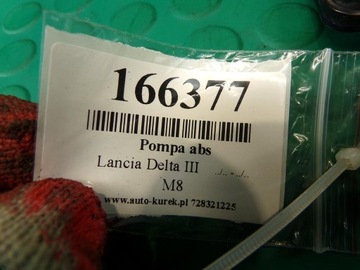 166377
Pompa abs
Lancia Delta III ../.. - ../..
M8
www.auto-kurek.pl 728321225